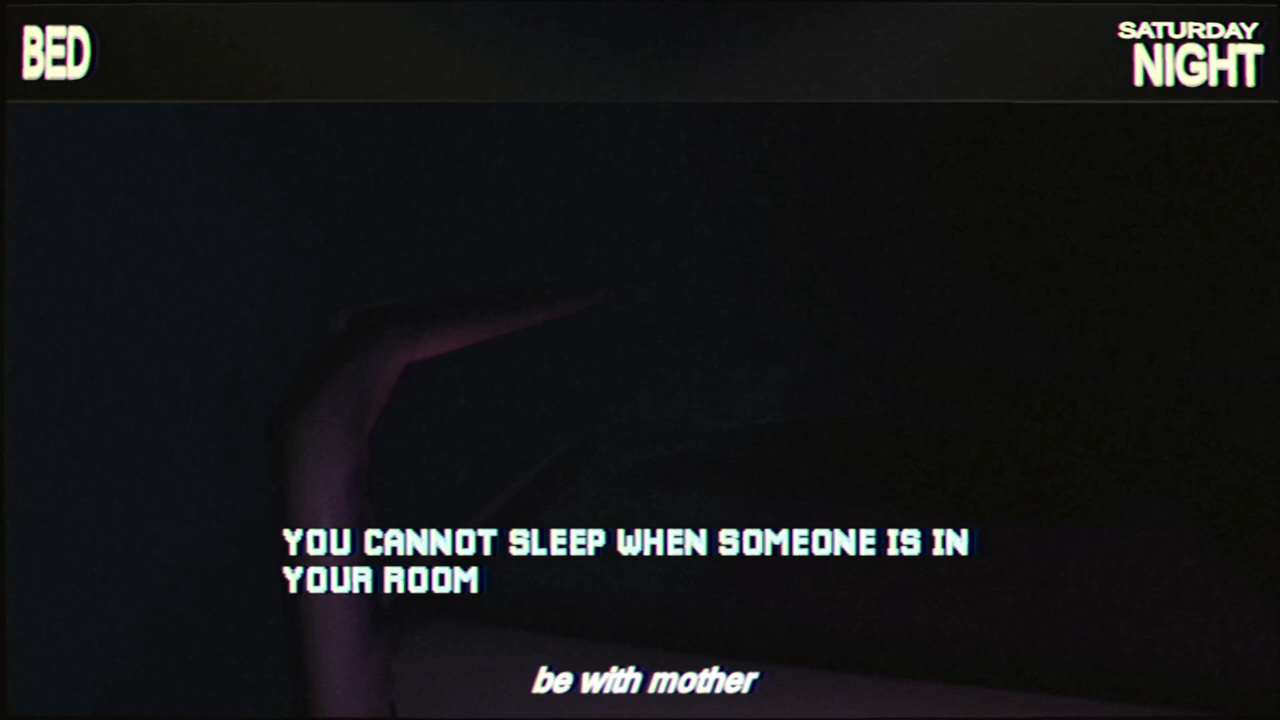 BED
SATURDAY
NIGHT
YOU CANNOT SLEEP WHEN SOMEONE IS IN
YOUR ROOM
be with mother